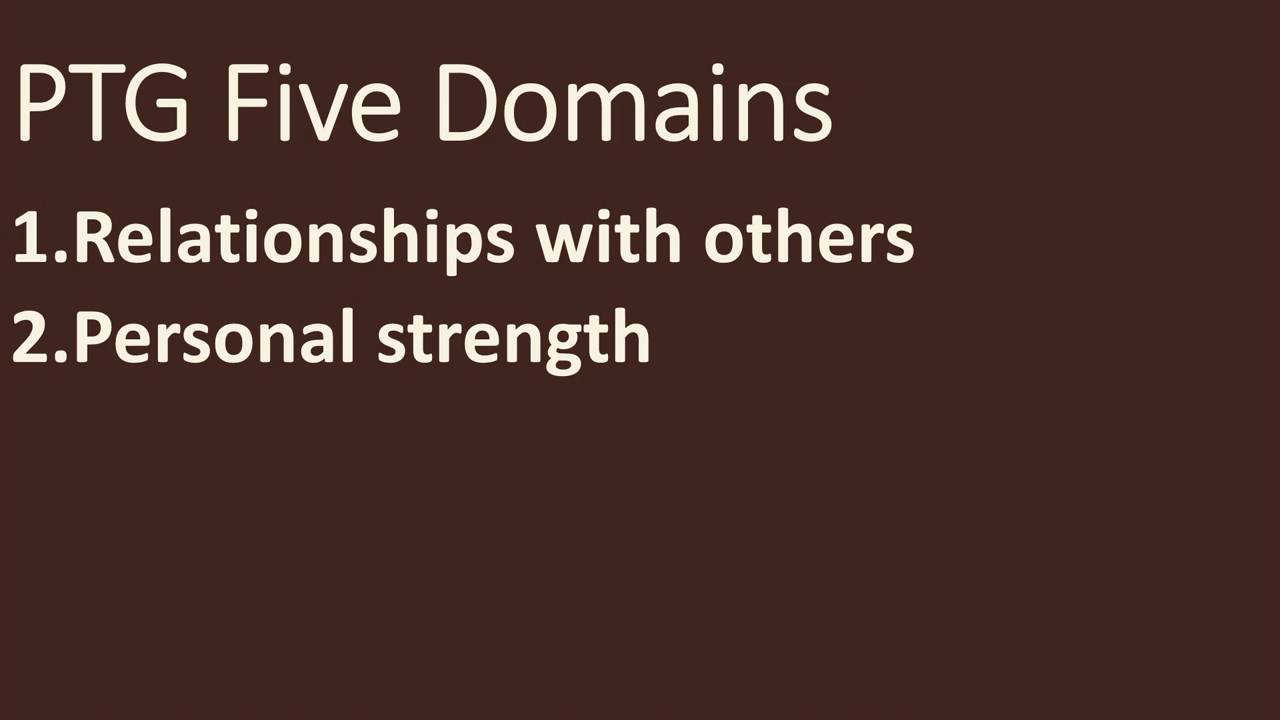 PTG Five Domains
1.Relationships with others
2.Personal strength